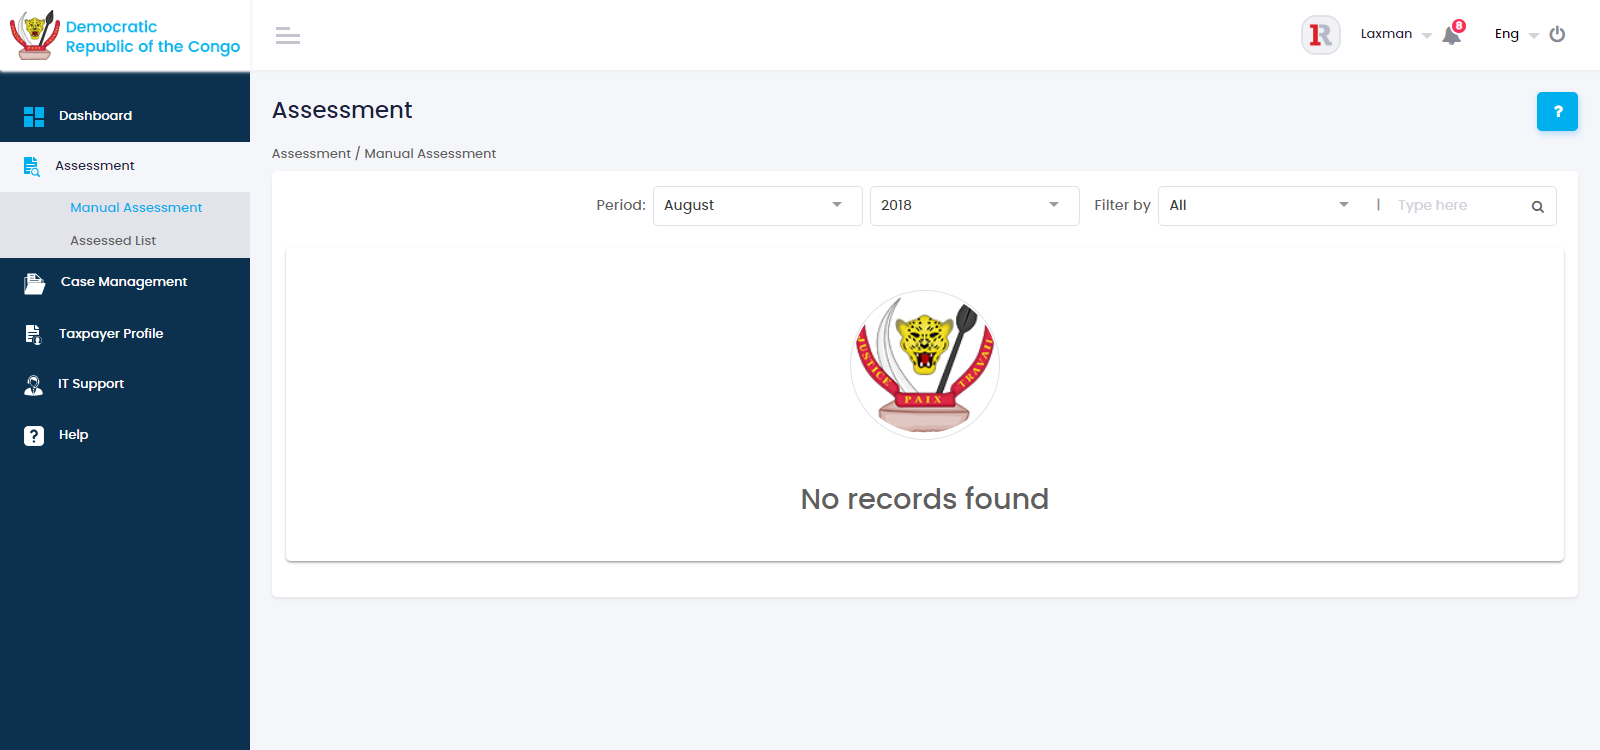 Democratic
Republic of the Congo
PAIX
1R
Laxman
8
Eng
Dashboard
Assessment
Manual Assessment
Assessed List
Case Management
Taxpayer Profile
IT Support
? Help
Assessment
?
Assessment / Manual Assessment
Period: August 2018 Filter by All | Type here
JUSTICE PAIX TRAVAIL
No records found